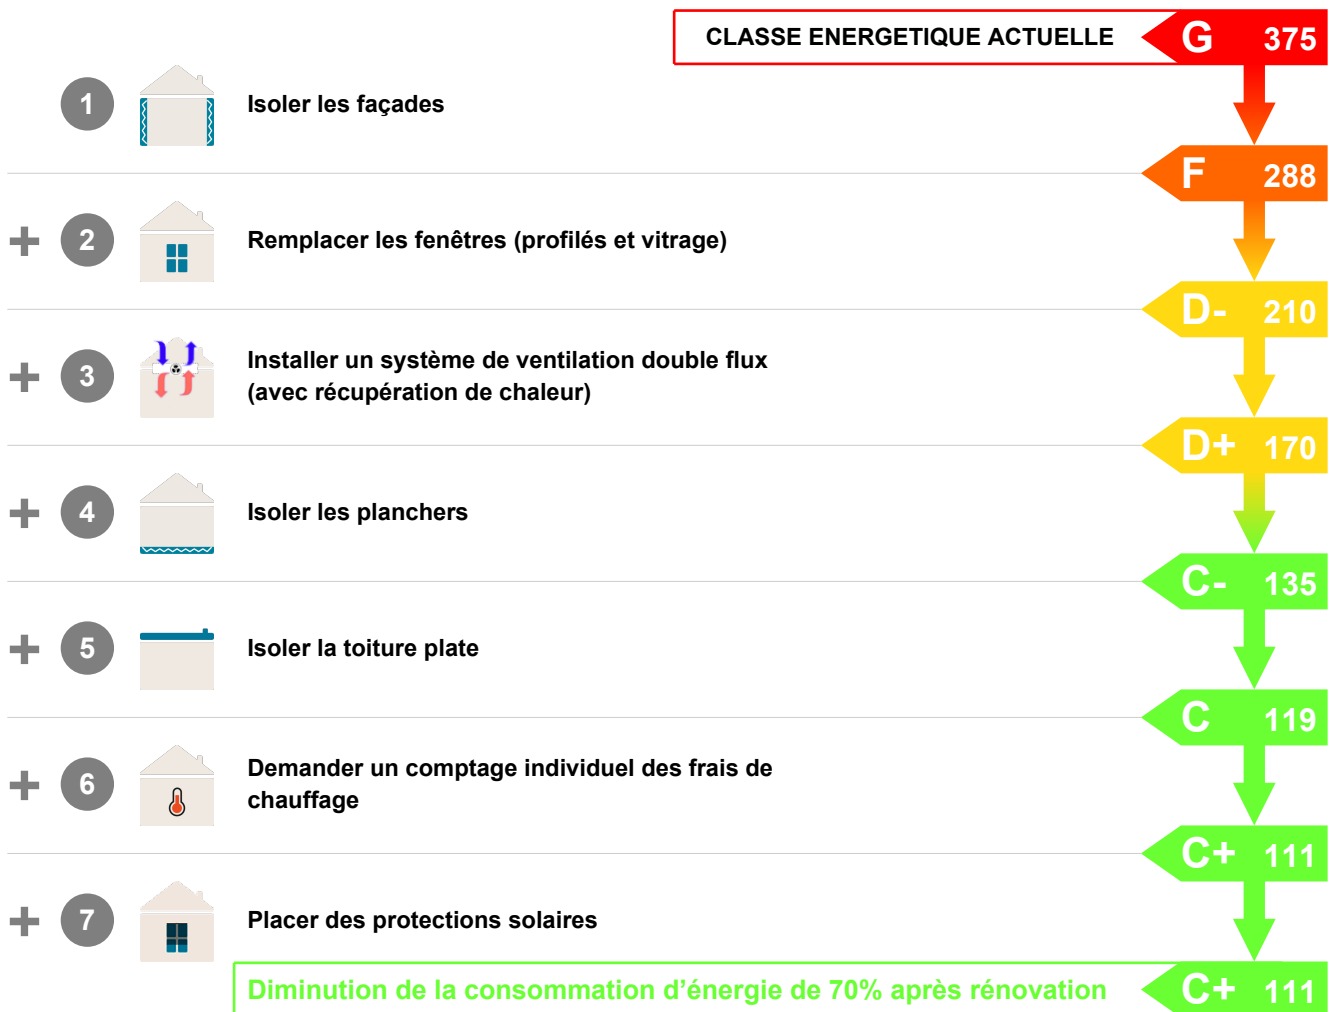 CLASSE ENERGETIQUE ACTUELLE G 375
1 Isoler les façades
F 288
+ 2 Remplacer les fenêtres (profilés et vitrage)
D- 210
+ 3 Installer un système de ventilation double flux
(avec récupération de chaleur)
D+ 170
+ 4 Isoler les planchers
C- 135
+ 5 Isoler la toiture plate
C 119
+ 6 Demander un comptage individuel des frais de
chauffage
C+ 111
+ 7 Placer des protections solaires
Diminution de la consommation d’énergie de 70% après rénovation C+ 111